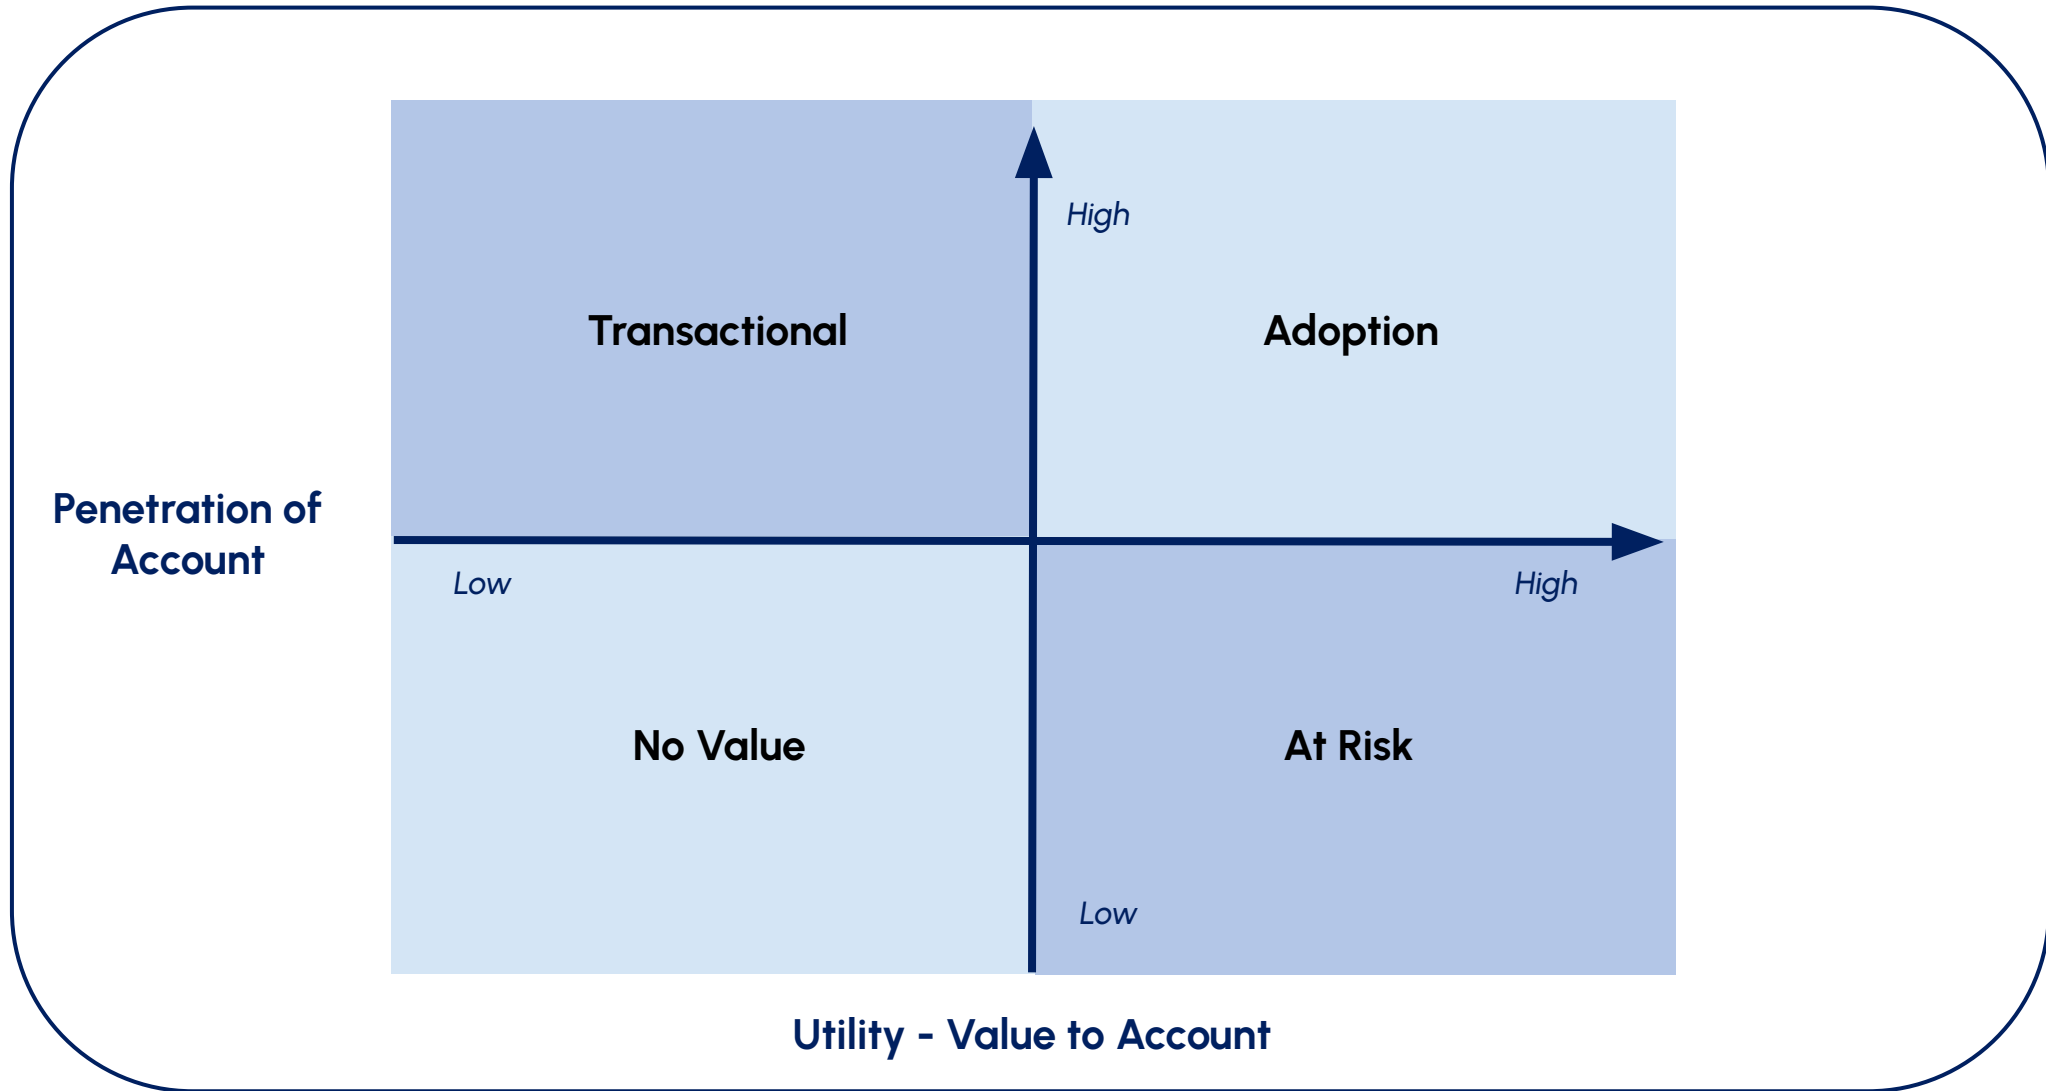 High
Transactional
Adoption
Penetration of
Account
Low
High
No Value
At Risk
Low
Utility - Value to Account